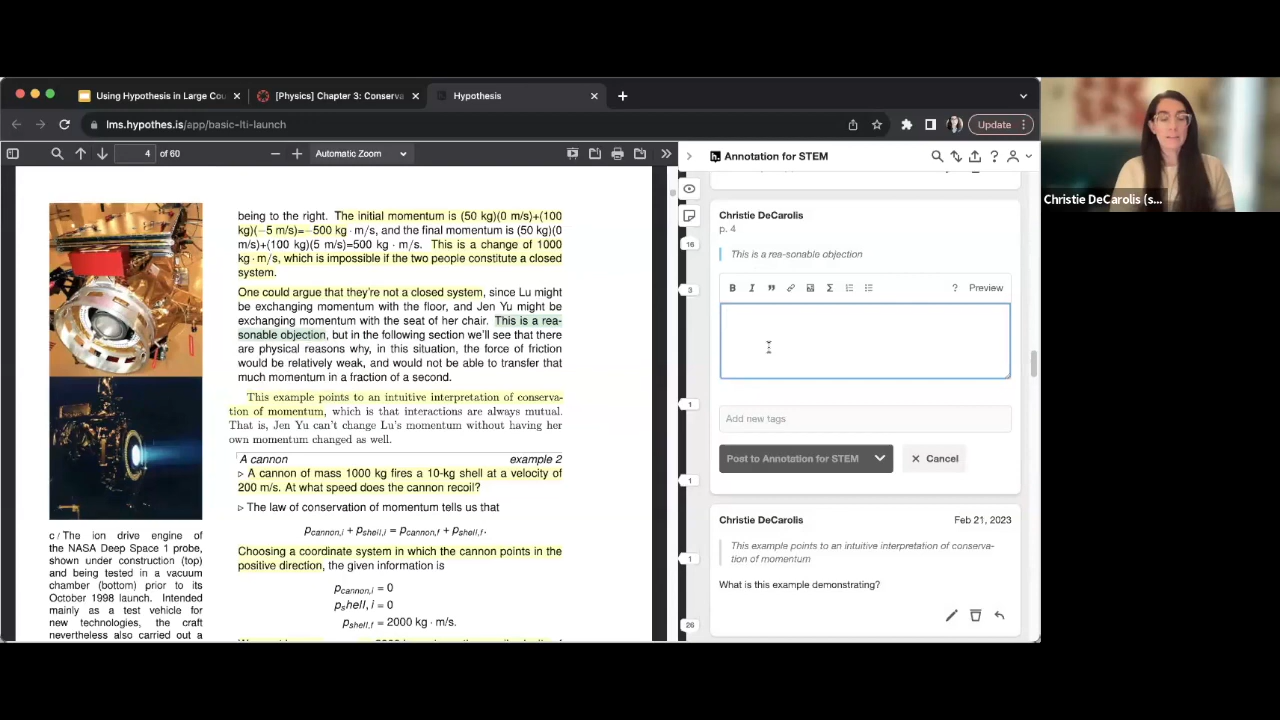 Using Hypothesis in Large Cou
[Physics] Chapter 3: Conserva
Hypothesis
lms.hypothes.is/app/basic-lti-launch
Update
4 of 60
Automatic Zoom
Annotation for STEM
being to the right. The initial momentum is (50 kg)(0 m/s)+(100
kg)(−5 m/s)=−500 kg · m/s, and the final momentum is (50 kg)(0
m/s)+(100 kg)(5 m/s)=500 kg · m/s. This is a change of 1000
kg · m/s, which is impossible if the two people constitute a closed
system.
One could argue that they're not a closed system, since Lu might
be exchanging momentum with the floor, and Jen Yu might be
exchanging momentum with the seat of her chair. This is a rea-
sonable objection, but in the following section we'll see that there
are physical reasons why, in this situation, the force of friction
would be relatively weak, and would not be able to transfer that
much momentum in a fraction of a second.
This example points to an intuitive interpretation of conserva-
tion of momentum, which is that interactions are always mutual.
That is, Jen Yu can't change Lu's momentum without having her
own momentum changed as well.
A cannon example 2
▷ A cannon of mass 1000 kg fires a 10-kg shell at a velocity of
200 m/s. At what speed does the cannon recoil?
▷ The law of conservation of momentum tells us that
pcannon,i + pshell,i = pcannon,f + pshell,f.
Choosing a coordinate system in which the cannon points in the
positive direction, the given information is
pcannon,i = 0
pshell, i = 0
pshell,f = 2000 kg · m/s.
c / The ion drive engine of
the NASA Deep Space 1 probe,
shown under construction (top)
and being tested in a vacuum
chamber (bottom) prior to its
October 1998 launch. Intended
mainly as a test vehicle for
new technologies, the craft
nevertheless also carried out a
16
3
1
1
1
26
Christie DeCarolis
p. 4
This is a rea-sonable objection
B I ” Σ ? Preview
Add new tags
Post to Annotation for STEM
Cancel
Christie DeCarolis Feb 21, 2023
This example points to an intuitive interpretation of conserva-
tion of momentum
What is this example demonstrating?
Christie DeCarolis (s...